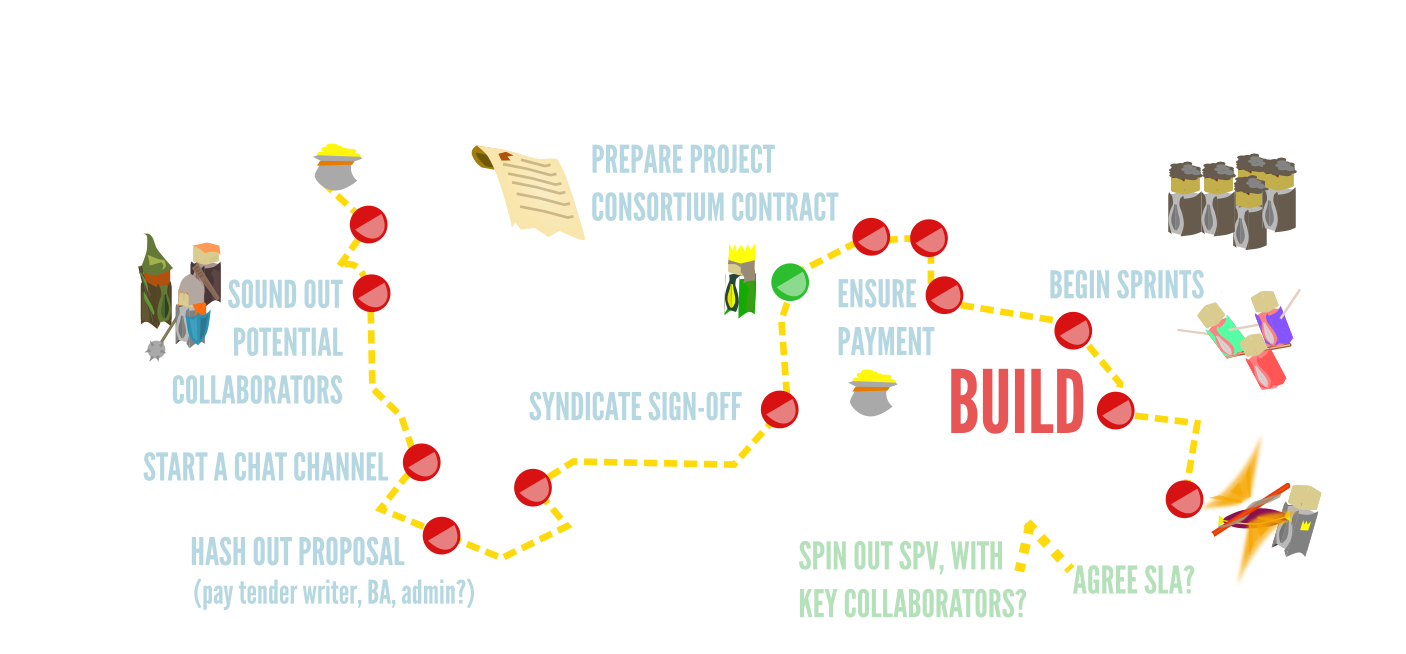 PREPARE PROJECT
CONSORTIUM CONTRACT
SOUND OUT
POTENTIAL
COLLABORATORS
START A CHAT CHANNEL
HASH OUT PROPOSAL
(pay tender writer, BA, admin?)
SYNDICATE SIGN-OFF
ENSURE
PAYMENT
BEGIN SPRINTS
BUILD
SPIN OUT SPV, WITH
KEY COLLABORATORS?
AGREE SLA?